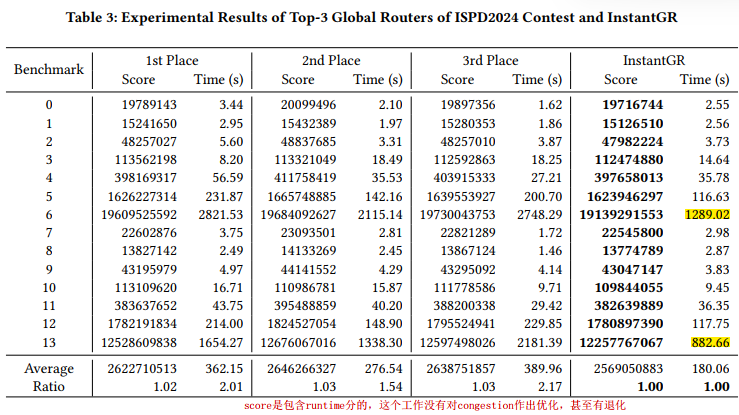 Table 3: Experimental Results of Top-3 Global Routers of ISPD2024 Contest and InstantGR
Benchmark 1st Place 2nd Place 3rd Place InstantGR
Score Time (s) Score Time (s) Score Time (s) Score Time (s)
0 19789143 3.44 20099496 2.10 19897356 1.62 19716744 2.55
1 15241650 2.95 15432389 1.97 15280353 1.86 15126510 2.56
2 48257027 5.60 48837685 3.31 48257010 3.87 47982224 3.73
3 113562198 8.20 113321049 18.49 112592863 18.25 112474880 14.64
4 398169317 56.59 411758419 35.53 403915333 27.21 397658013 35.78
5 1626227314 231.87 1665748885 142.16 1639553927 200.70 1623946297 116.63
6 19609525592 2821.53 19684092627 2115.14 19730043753 2748.29 19139291553 1289.02
7 22602876 3.75 23093501 2.81 22821289 1.72 22545800 2.98
8 13827142 2.49 14133269 2.45 13867124 1.46 13774789 2.87
9 43195979 4.97 44141552 4.29 43295092 4.14 43047147 3.83
10 113109620 16.71 110986781 15.87 111778586 9.71 109844055 9.45
11 383637652 43.75 395488859 40.20 388200338 29.42 382639889 36.35
12 1782191834 214.00 1824527054 148.90 1795524941 229.85 1780897390 117.75
13 12528609838 1654.27 12676067016 1338.30 12597498026 2181.39 12257767067 882.66
Average 2622710513 362.15 2646266327 276.54 2638751857 389.96 2569050883 180.06
Ratio 1.02 2.01 1.03 1.54 1.03 2.17 1.00 1.00
score是包含runtime分的，这个工作没有对congestion作出优化，甚至有退化